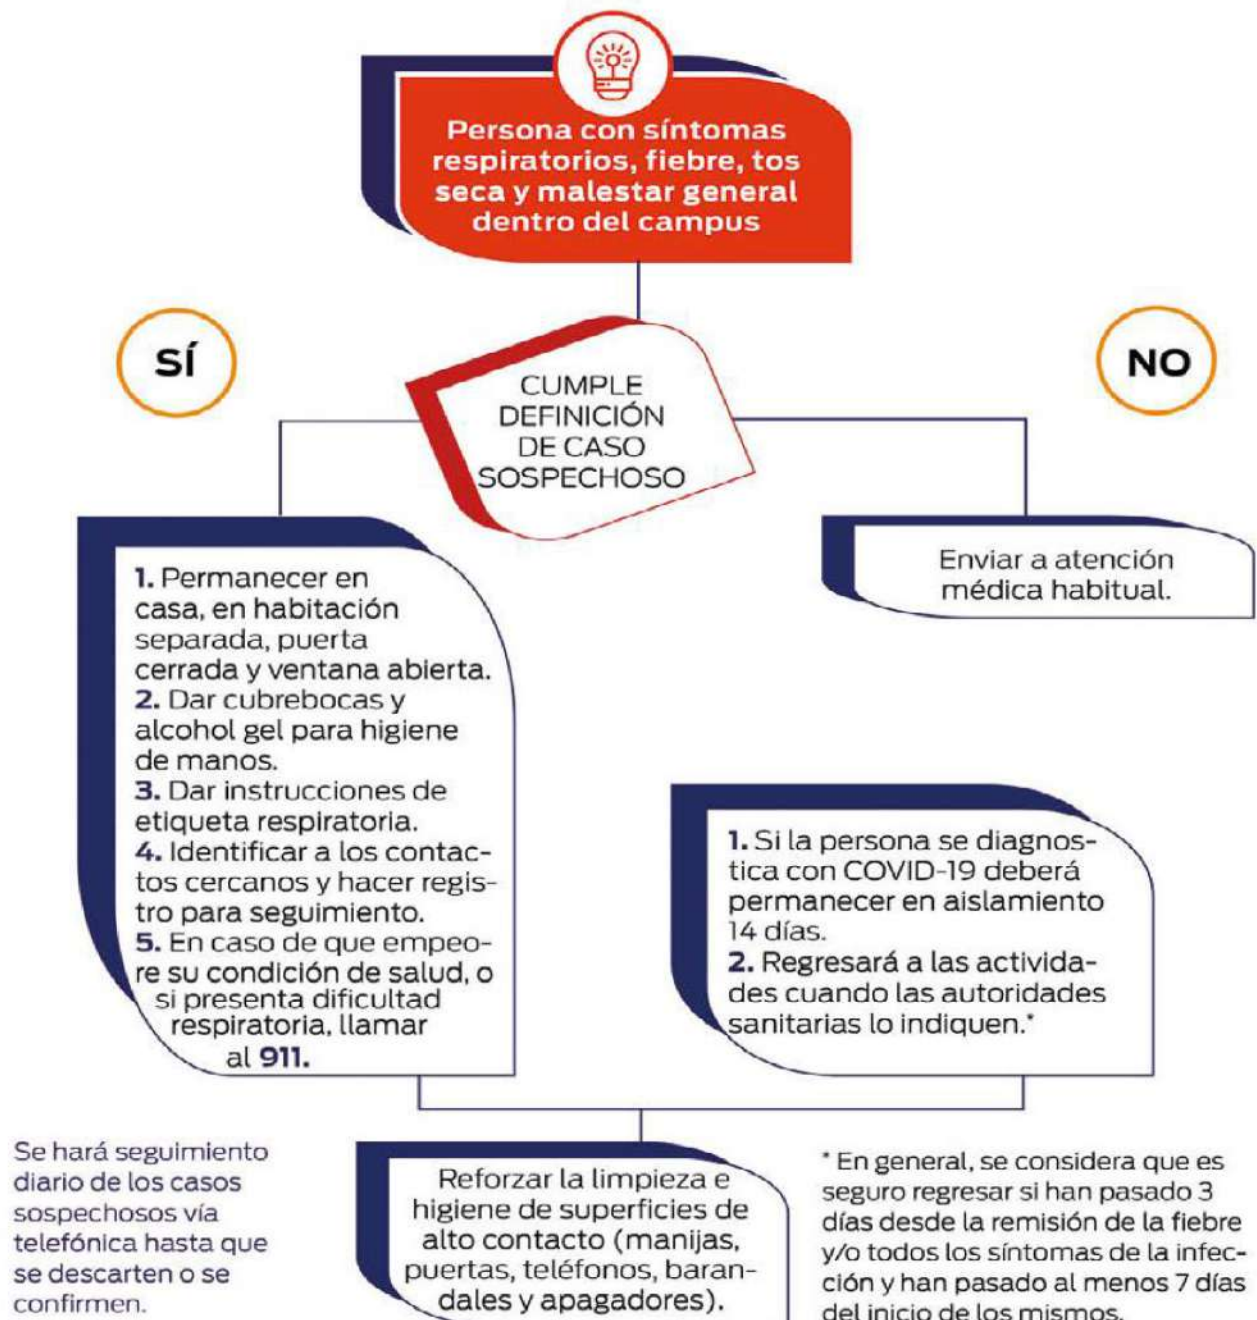 Persona con síntomas
respiratorios, fiebre, tos
seca y malestar general
dentro del campus
SÍ
NO
CUMPLE
DEFINICIÓN
DE CASO
SOSPECHOSO
1. Permanecer en
casa, en habitación
separada, puerta
cerrada y ventana abierta.
2. Dar cubrebocas y
alcohol gel para higiene
de manos.
3. Dar instrucciones de
etiqueta respiratoria.
4. Identificar a los contac-
tos cercanos y hacer regis-
tro para seguimiento.
5. En caso de que empeo-
re su condición de salud, o
si presenta dificultad
respiratoria, llamar
al 911.
Enviar a atención
médica habitual.
1. Si la persona se diagnos-
tica con COVID-19 deberá
permanecer en aislamiento
14 días.
2. Regresará a las activida-
des cuando las autoridades
sanitarias lo indiquen.*
Se hará seguimiento
diario de los casos
sospechosos vía
telefónica hasta que
se descarten o se
confirmen.
Reforzar la limpieza e
higiene de superficies de
alto contacto (manijas,
puertas, teléfonos, baran-
dales y apagadores).
* En general, se considera que es
seguro regresar si han pasado 3
días desde la remisión de la fiebre
y/o todos los síntomas de la infec-
ción y han pasado al menos 7 días
del inicio de los mismos.